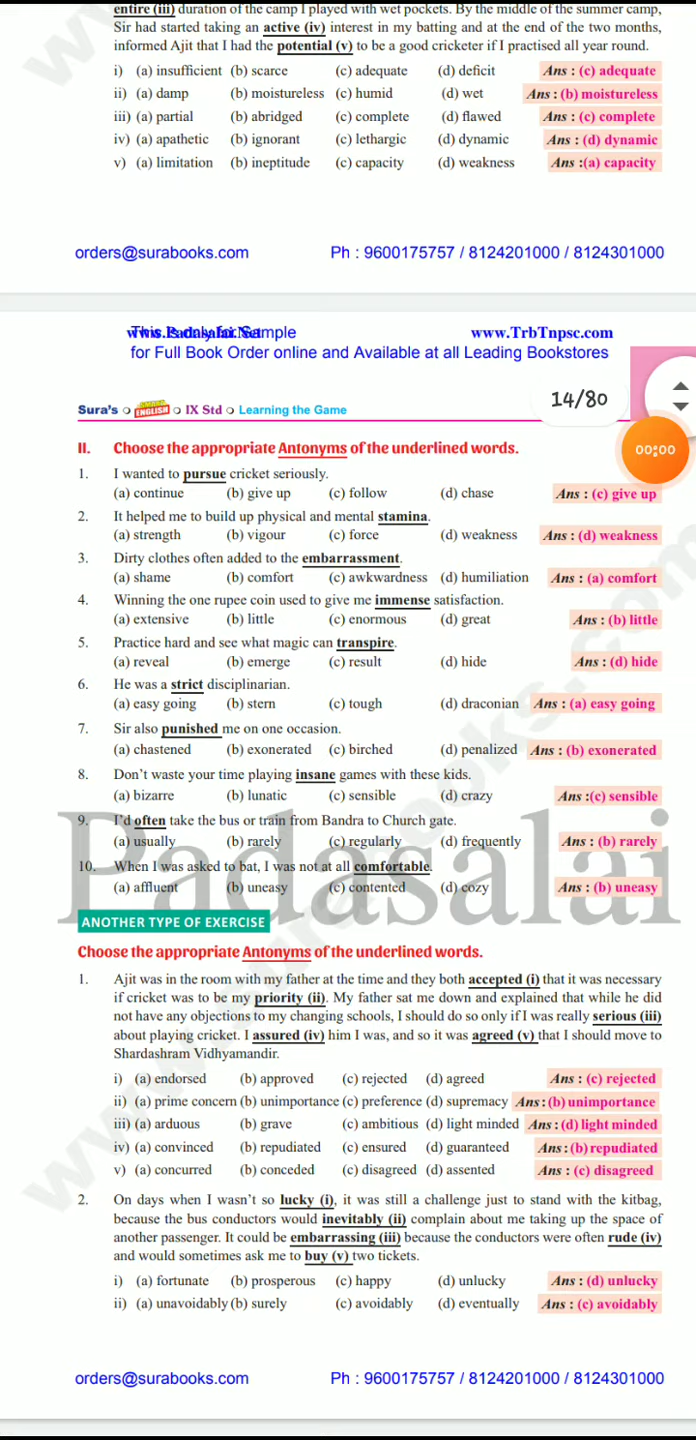 entire (iii) duration of the camp I played with wet pockets. By the middle of the summer camp,
Sir had started taking an active (iv) interest in my batting and at the end of the two months,
informed Ajit that I had the potential (v) to be a good cricketer if I practised all year round.
i) (a) insufficient (b) scarce (c) adequate (d) deficit Ans : (c) adequate
ii) (a) damp (b) moistureless (c) humid (d) wet Ans : (b) moistureless
iii) (a) partial (b) abridged (c) complete (d) flawed Ans : (c) complete
iv) (a) apathetic (b) ignorant (c) lethargic (d) dynamic Ans : (d) dynamic
v) (a) limitation (b) ineptitude (c) capacity (d) weakness Ans :(a) capacity
orders@surabooks.com Ph : 9600175757 / 8124201000 / 8124301000
www.Padasalai.Net www.TrbTnpsc.com
This is only for Sample
for Full Book Order online and Available at all Leading Bookstores
14/80
Sura's ENGLISH IX Std Learning the Game
00:00
II. Choose the appropriate Antonyms of the underlined words.
1. I wanted to pursue cricket seriously.
(a) continue (b) give up (c) follow (d) chase Ans : (c) give up
2. It helped me to build up physical and mental stamina.
(a) strength (b) vigour (c) force (d) weakness Ans : (d) weakness
3. Dirty clothes often added to the embarrassment.
(a) shame (b) comfort (c) awkwardness (d) humiliation Ans : (a) comfort
4. Winning the one rupee coin used to give me immense satisfaction.
(a) extensive (b) little (c) enormous (d) great Ans : (b) little
5. Practice hard and see what magic can transpire.
(a) reveal (b) emerge (c) result (d) hide Ans : (d) hide
6. He was a strict disciplinarian.
(a) easy going (b) stern (c) tough (d) draconian Ans : (a) easy going
7. Sir also punished me on one occasion.
(a) chastened (b) exonerated (c) birched (d) penalized Ans : (b) exonerated
8. Don't waste your time playing insane games with these kids.
(a) bizarre (b) lunatic (c) sensible (d) crazy Ans :(c) sensible
9. I'd often take the bus or train from Bandra to Church gate.
(a) usually (b) rarely (c) regularly (d) frequently Ans : (b) rarely
10. When I was asked to bat, I was not at all comfortable.
(a) affluent (b) uneasy (c) contented (d) cozy Ans : (b) uneasy
Padasalai
ANOTHER TYPE OF EXERCISE
Choose the appropriate Antonyms of the underlined words.
1. Ajit was in the room with my father at the time and they both accepted (i) that it was necessary
if cricket was to be my priority (ii). My father sat me down and explained that while he did
not have any objections to my changing schools, I should do so only if I was really serious (iii)
about playing cricket. I assured (iv) him I was, and so it was agreed (v) that I should move to
Shardashram Vidhyamandir.
i) (a) endorsed (b) approved (c) rejected (d) agreed Ans : (c) rejected
ii) (a) prime concern (b) unimportance (c) preference (d) supremacy Ans : (b) unimportance
iii) (a) arduous (b) grave (c) ambitious (d) light minded Ans : (d) light minded
iv) (a) convinced (b) repudiated (c) ensured (d) guaranteed Ans : (b) repudiated
v) (a) concurred (b) conceded (c) disagreed (d) assented Ans : (c) disagreed
2. On days when I wasn't so lucky (i), it was still a challenge just to stand with the kitbag,
because the bus conductors would inevitably (ii) complain about me taking up the space of
another passenger. It could be embarrassing (iii) because the conductors were often rude (iv)
and would sometimes ask me to buy (v) two tickets.
i) (a) fortunate (b) prosperous (c) happy (d) unlucky Ans : (d) unlucky
ii) (a) unavoidably (b) surely (c) avoidably (d) eventually Ans : (c) avoidably
orders@surabooks.com Ph : 9600175757 / 8124201000 / 8124301000